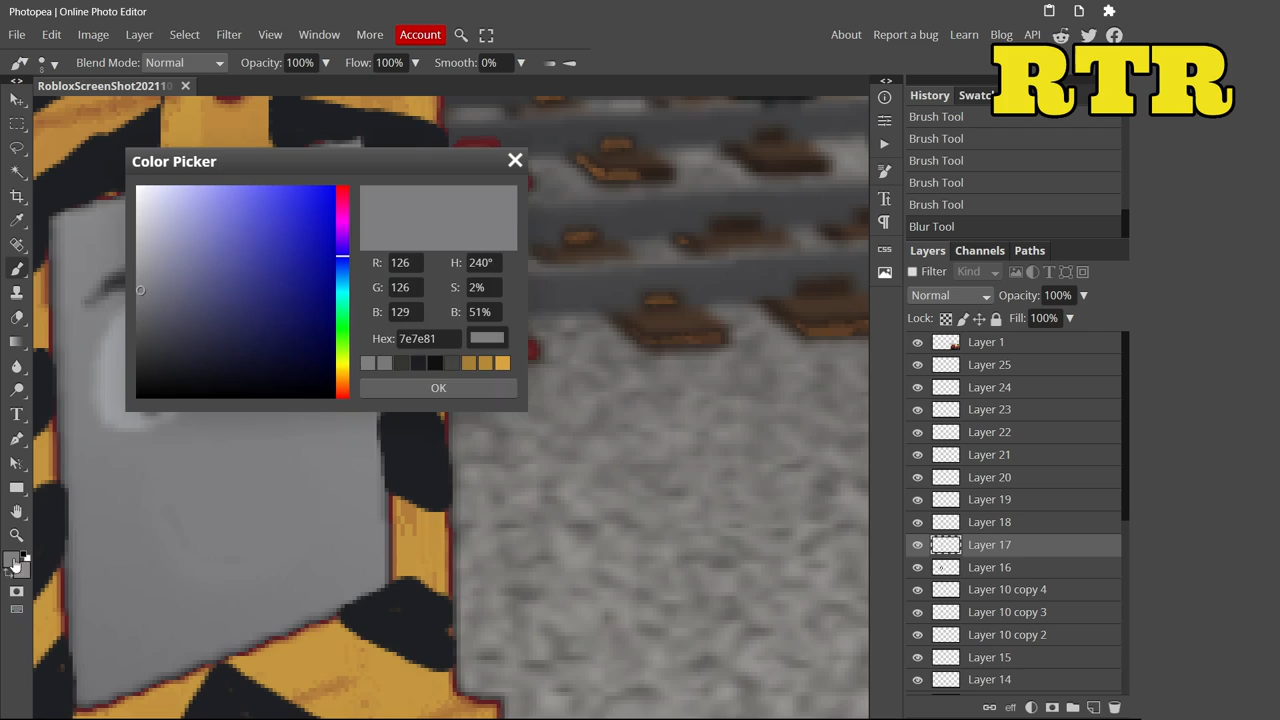 Photopea | Online Photo Editor
File Edit Image Layer Select Filter View Window More Account
About Report a bug Learn Blog API
RTR
8 Blend Mode: Normal Opacity: 100% Flow: 100% Smooth: 0%
RobloxScreenShot2021110
History Swatc
Brush Tool
Brush Tool
Brush Tool
Brush Tool
Brush Tool
Blur Tool
Color Picker
R: 126 H: 240°
G: 126 S: 2%
B: 129 B: 51%
Hex: 7e7e81
OK
CSS
Layers Channels Paths
Filter Kind
Normal Opacity: 100%
Lock: Fill: 100%
Layer 1
Layer 25
Layer 24
Layer 23
Layer 22
Layer 21
Layer 20
Layer 19
Layer 18
Layer 17
Layer 16
Layer 10 copy 4
Layer 10 copy 3
Layer 10 copy 2
Layer 15
Layer 14
eff